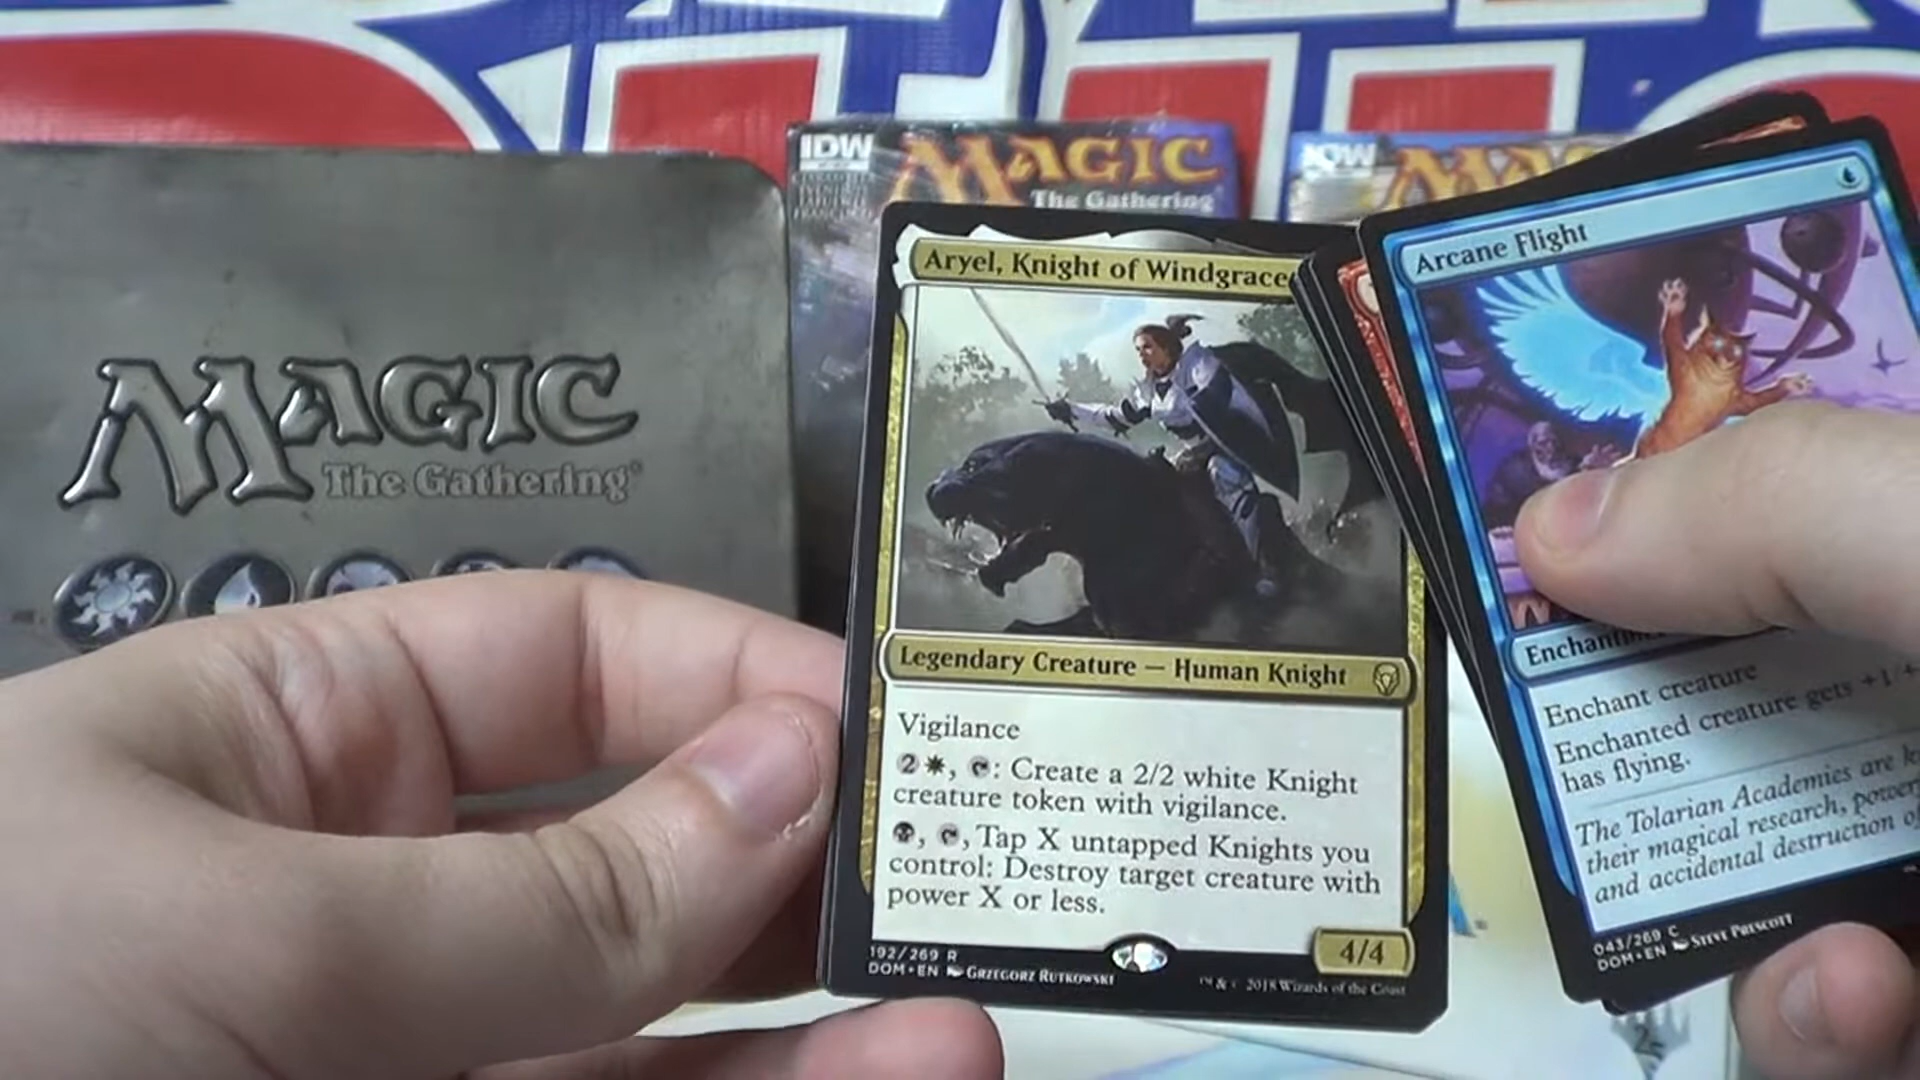 MAGIC
The Gathering®
IDW
MAGIC
The Gathering®
IDW
MAGIC
Aryel, Knight of Windgrace
Legendary Creature — Human Knight
Vigilance
2, : Create a 2/2 white Knight
creature token with vigilance.
, , Tap X untapped Knights you
control: Destroy target creature with
power X or less.
4/4
192/269 R
DOM • EN GRZEGORZ RUTKOWSKI
™ & © 2018 Wizards of the Coast
Arcane Flight
Enchant creature
Enchanted creature gets +1/+
has flying.
The Tolarian Academies are
their magical research,
and accidental destruction
043/269 C
DOM • EN STEVE PRESCOTT